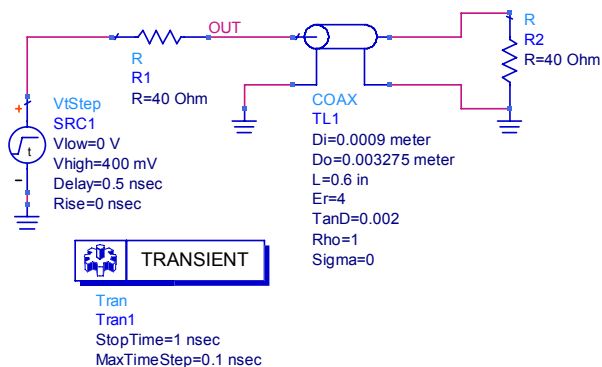 OUT
R
R1
R=40 Ohm
R
R2
R=40 Ohm
+
VtStep
SRC1
Vlow=0 V
Vhigh=400 mV
Delay=0.5 nsec
Rise=0 nsec
t
–
COAX
TL1
Di=0.0009 meter
Do=0.003275 meter
L=0.6 in
Er=4
TanD=0.002
Rho=1
Sigma=0
TRANSIENT
Tran
Tran1
StopTime=1 nsec
MaxTimeStep=0.1 nsec